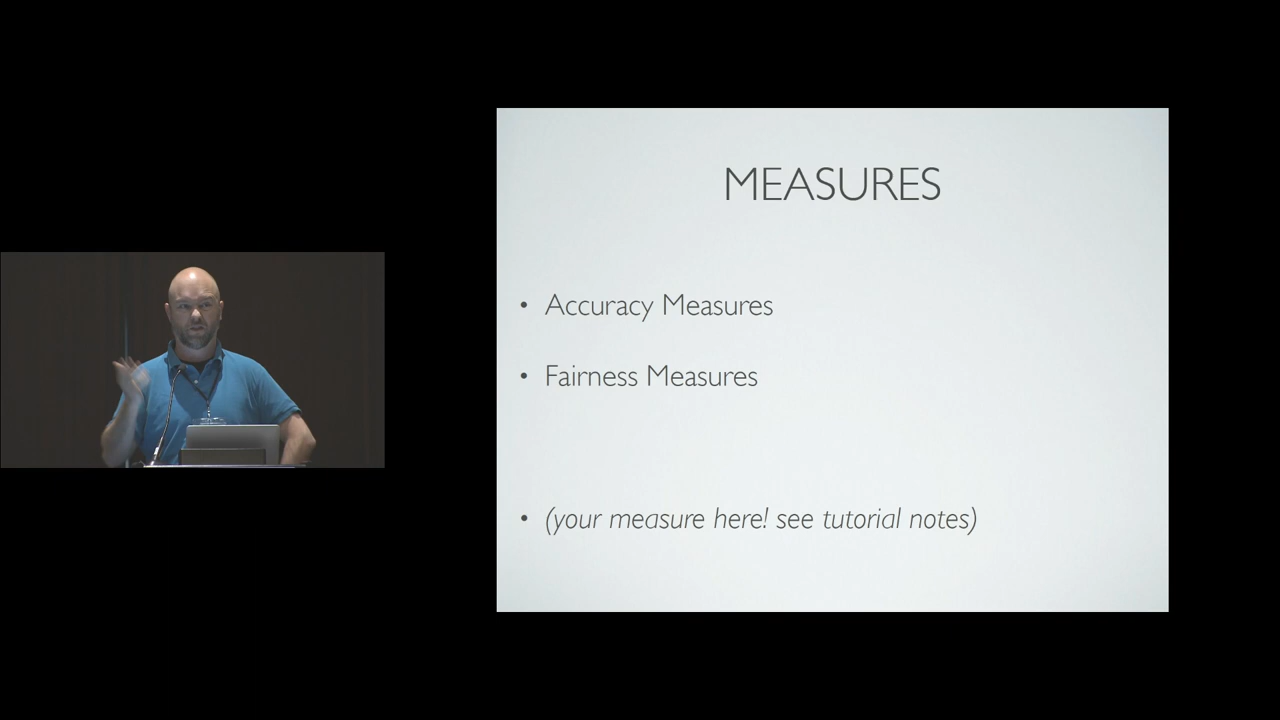 MEASURES
• Accuracy Measures
• Fairness Measures
• (your measure here! see tutorial notes)